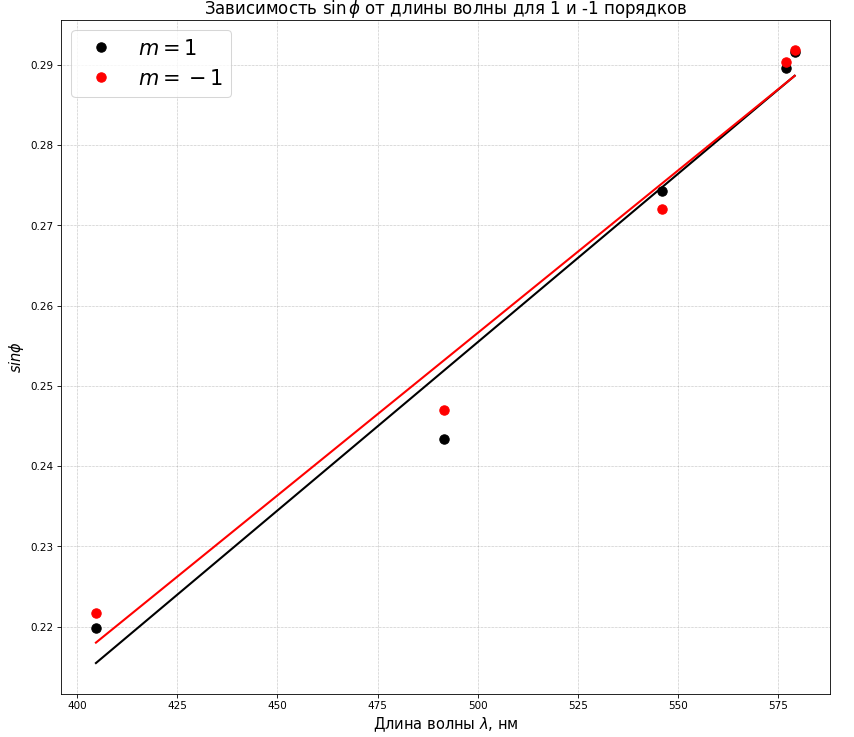 Зависимость sin ϕ от длины волны для 1 и -1 порядков
m = 1
m = −1
0.29
0.28
0.27
0.26
0.25
0.24
0.23
0.22
sinϕ
400 425 450 475 500 525 550 575
Длина волны λ, нм